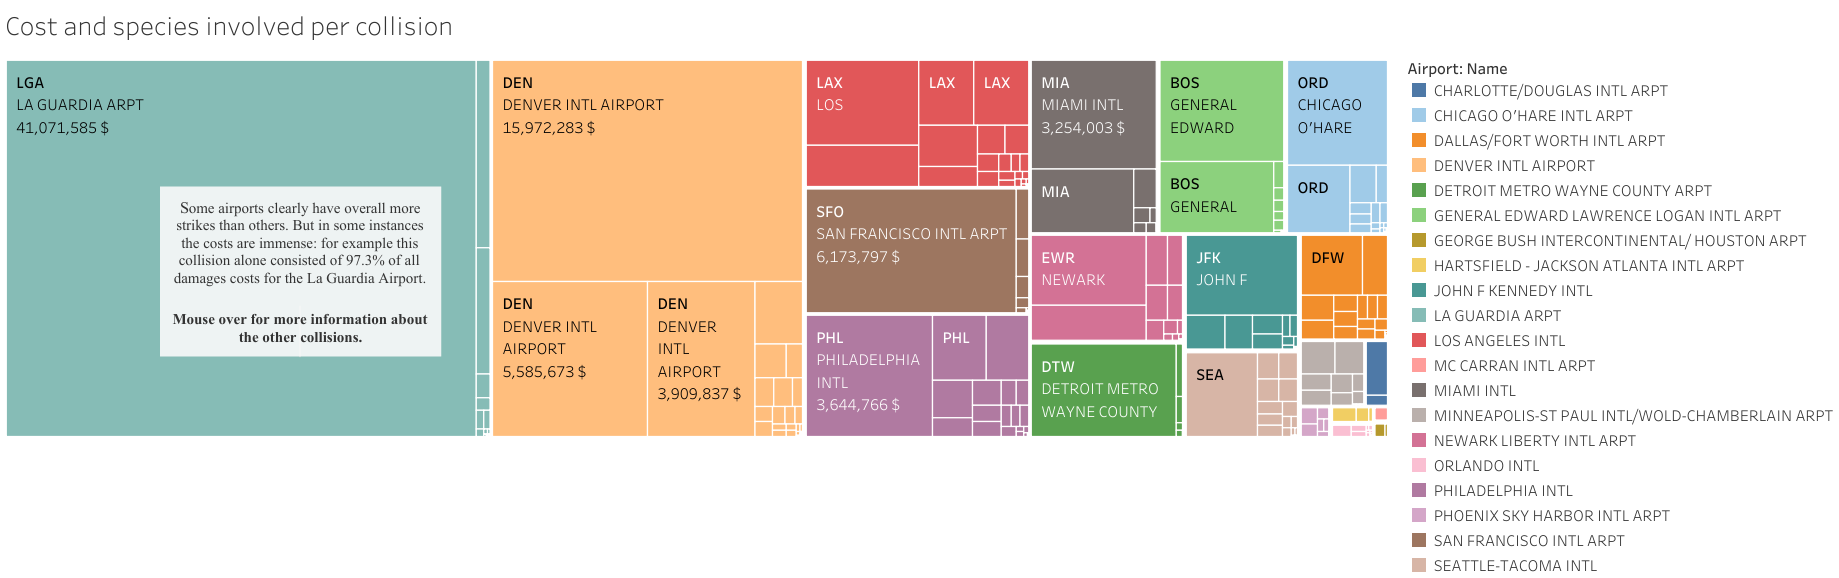 Cost and species involved per collision
LGA
LA GUARDIA ARPT
41,071,585 $
Some airports clearly have overall more
strikes than others. But in some instances
the costs are immense: for example this
collision alone consisted of 97.3% of all
damages costs for the La Guardia Airport.
Mouse over for more information about
the other collisions.
DEN
DENVER INTL AIRPORT
15,972,283 $
DEN
DENVER INTL
AIRPORT
5,585,673 $
DEN
DENVER
INTL
AIRPORT
3,909,837 $
LAX
LOS
LAX
LAX
SFO
SAN FRANCISCO INTL ARPT
6,173,797 $
PHL
PHILADELPHIA
INTL
3,644,766 $
PHL
MIA
MIAMI INTL
3,254,003 $
MIA
BOS
GENERAL
EDWARD
BOS
GENERAL
ORD
CHICAGO
O’HARE
ORD
EWR
NEWARK
JFK
JOHN F
DFW
DTW
DETROIT METRO
WAYNE COUNTY
SEA
Airport: Name
CHARLOTTE/DOUGLAS INTL ARPT
CHICAGO O’HARE INTL ARPT
DALLAS/FORT WORTH INTL ARPT
DENVER INTL AIRPORT
DETROIT METRO WAYNE COUNTY ARPT
GENERAL EDWARD LAWRENCE LOGAN INTL ARPT
GEORGE BUSH INTERCONTINENTAL/ HOUSTON ARPT
HARTSFIELD - JACKSON ATLANTA INTL ARPT
JOHN F KENNEDY INTL
LA GUARDIA ARPT
LOS ANGELES INTL
MC CARRAN INTL ARPT
MIAMI INTL
MINNEAPOLIS-ST PAUL INTL/WOLD-CHAMBERLAIN ARPT
NEWARK LIBERTY INTL ARPT
ORLANDO INTL
PHILADELPHIA INTL
PHOENIX SKY HARBOR INTL ARPT
SAN FRANCISCO INTL ARPT
SEATTLE-TACOMA INTL